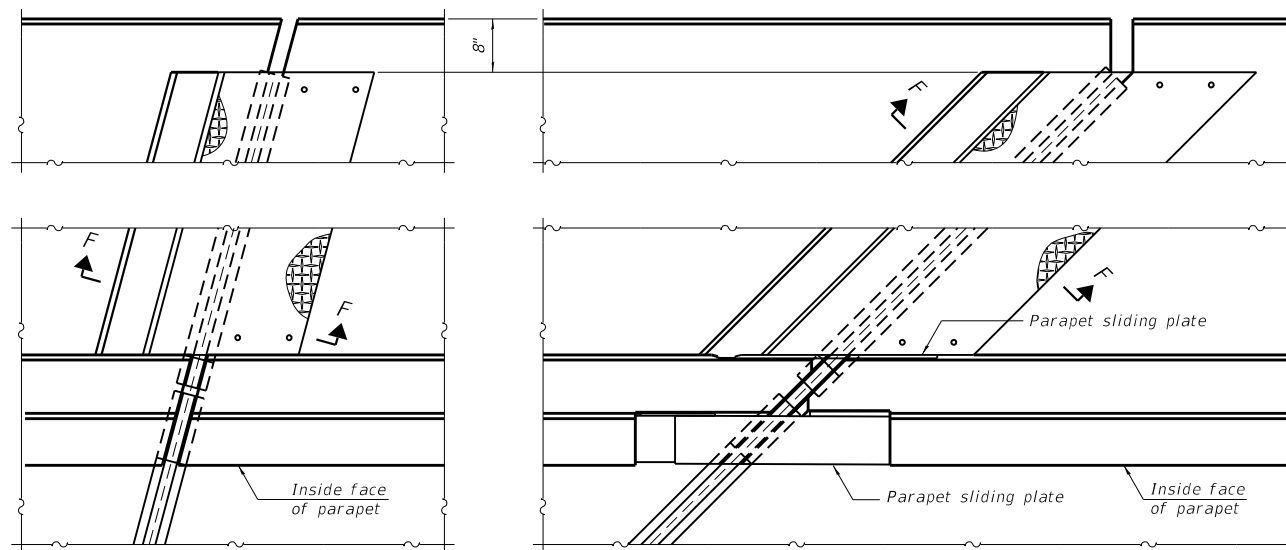 8"
F
F
F
F
Parapet sliding plate
Inside face
of parapet
Parapet sliding plate
Inside face
of parapet